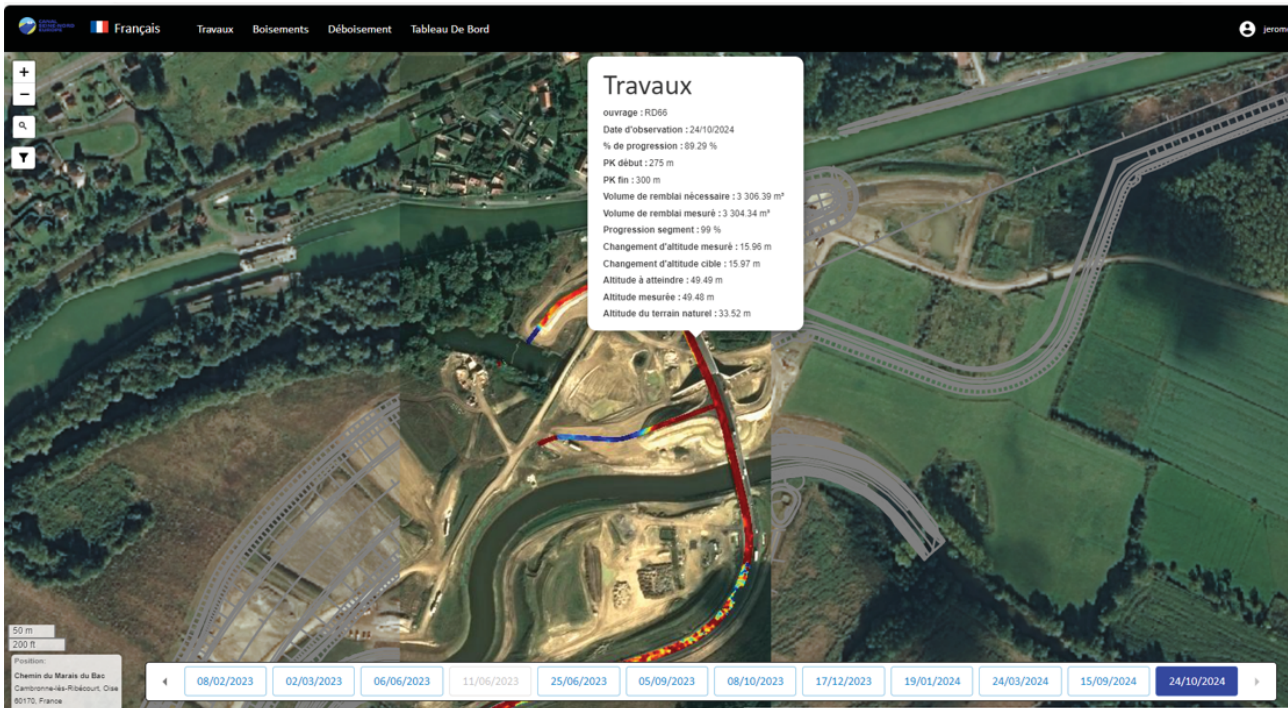 CANAL
SEINE-NORD
EUROPE
Français
Travaux
Boisements
Déboisement
Tableau De Bord
jerome
+
−
Travaux
ouvrage : RD66
Date d'observation : 24/10/2024
% de progression : 89.29 %
PK début : 275 m
PK fin : 300 m
Volume de remblai nécessaire : 3 306.39 m³
Volume de remblai mesuré : 3 304.34 m³
Progression segment : 99 %
Changement d'altitude mesuré : 15.96 m
Changement d'altitude cible : 15.97 m
Altitude à atteindre : 49.49 m
Altitude mesurée : 49.48 m
Altitude du terrain naturel : 33.52 m
50 m
200 ft
Position:
Chemin du Marais du Bac
Cambronne-lès-Ribécourt, Oise
60170, France
08/02/2023
02/03/2023
06/06/2023
11/06/2023
25/06/2023
05/09/2023
08/10/2023
17/12/2023
19/01/2024
24/03/2024
15/09/2024
24/10/2024